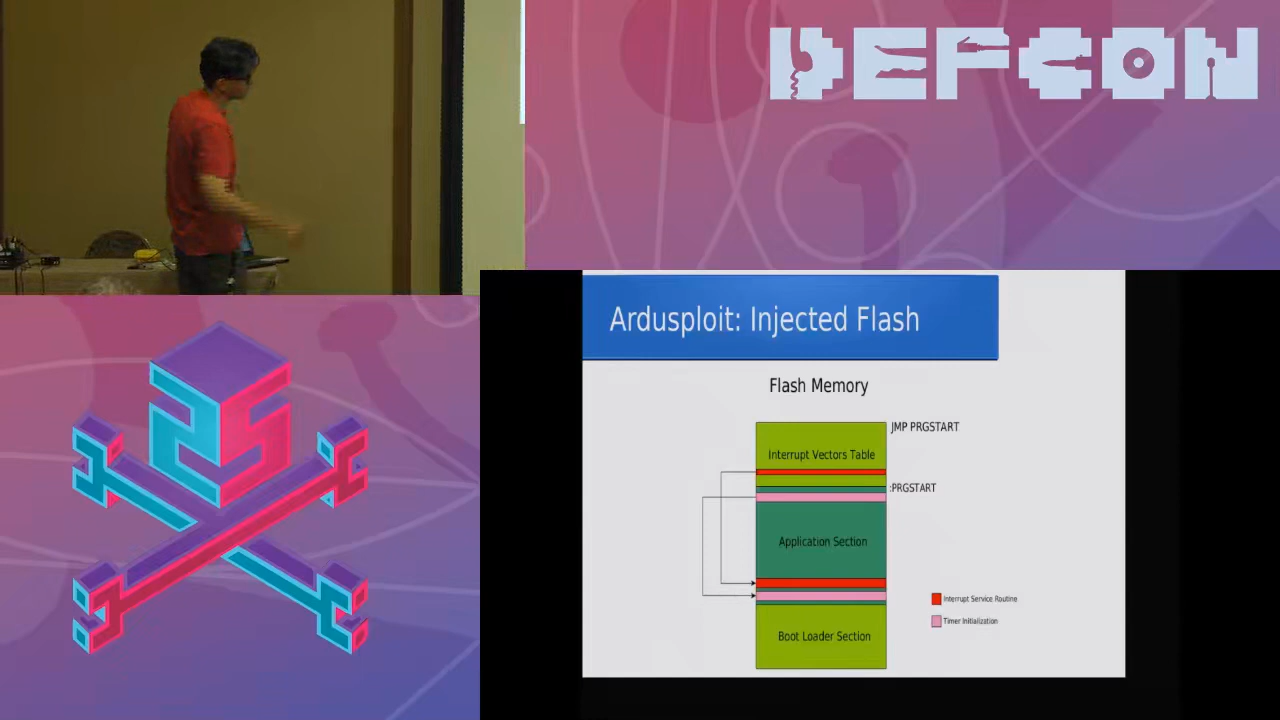 DEFCON
Ardusploit: Injected Flash
Flash Memory
JMP PRGSTART
Interrupt Vectors Table
:PRGSTART
Application Section
Interrupt Service Routine
Timer Initialization
Boot Loader Section